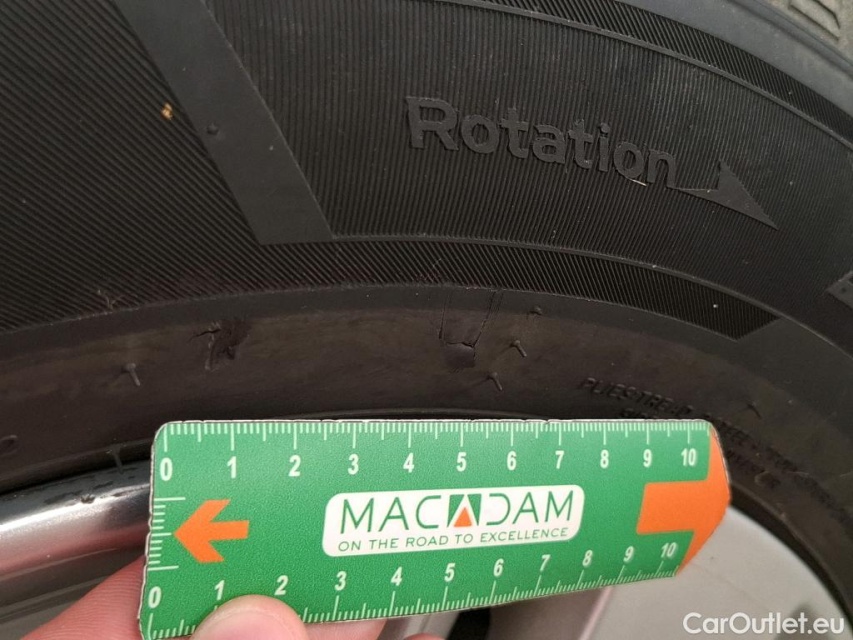 Rotation
0 1 2 3 4 5 6 7 8 9 10
MACADAM
ON THE ROAD TO EXCELLENCE
0 1 2 3 4 5 6 7 8 9 10
CarOutlet.eu